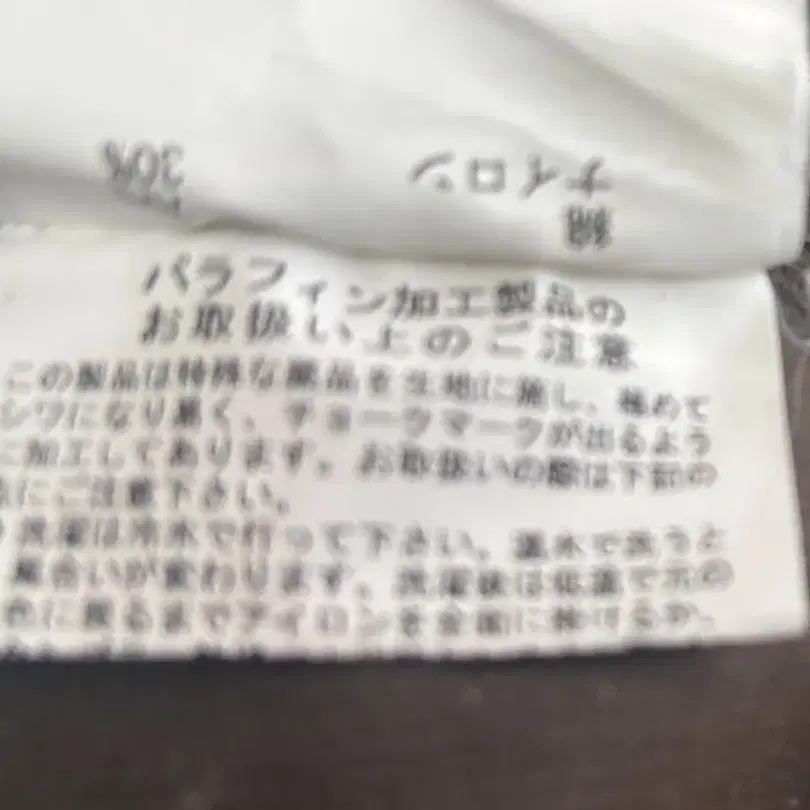 綿
ナイロン 30%
パラフィン加工製品の
お取扱い上のご注意
この製品は特殊な薬品を生地に施し、極めて
シワになり易く、チョークマークが出るよう
に加工してあります。お取扱いの際は下記の
にご注意下さい。
洗濯は冷水で行って下さい。温水で洗うと
風合いが変わります。洗濯後は低温で元の
色に戻るまでアイロンを全面に掛けるか、